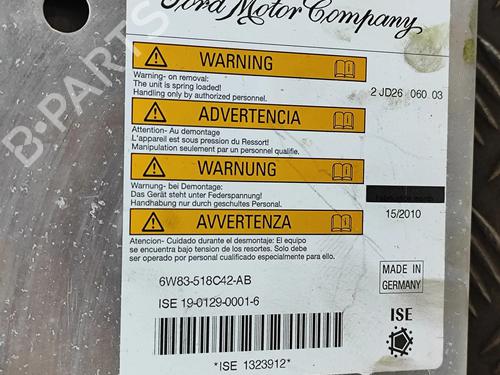 Ford Motor Company
WARNING
Warning- on removal:
The unit is spring loaded!
Handling only by authorized personnel.
2 JD26 060 03
ADVERTENCIA
Attention- Au demontage
L'appareil est sous pression du Ressort!
Manipulation seulement par un personnel qualifie.
WARNUNG
Warnung- bei Demontage:
Das Gerät steht unter Federspannung!
Handhabung nur durch geschultes Personal.
15/2010
AVVERTENZA
Atencion- Cuidado durante el desmontaje: El equipo
se encuentra bajo tension de los resortes. Solo debe
ser operado por personal cualificado especialmente para ello.
6W83-518C42-AB
ISE 19-0129-0001-6
MADE IN
GERMANY
ISE
*ISE 1323912*
B-PARTS